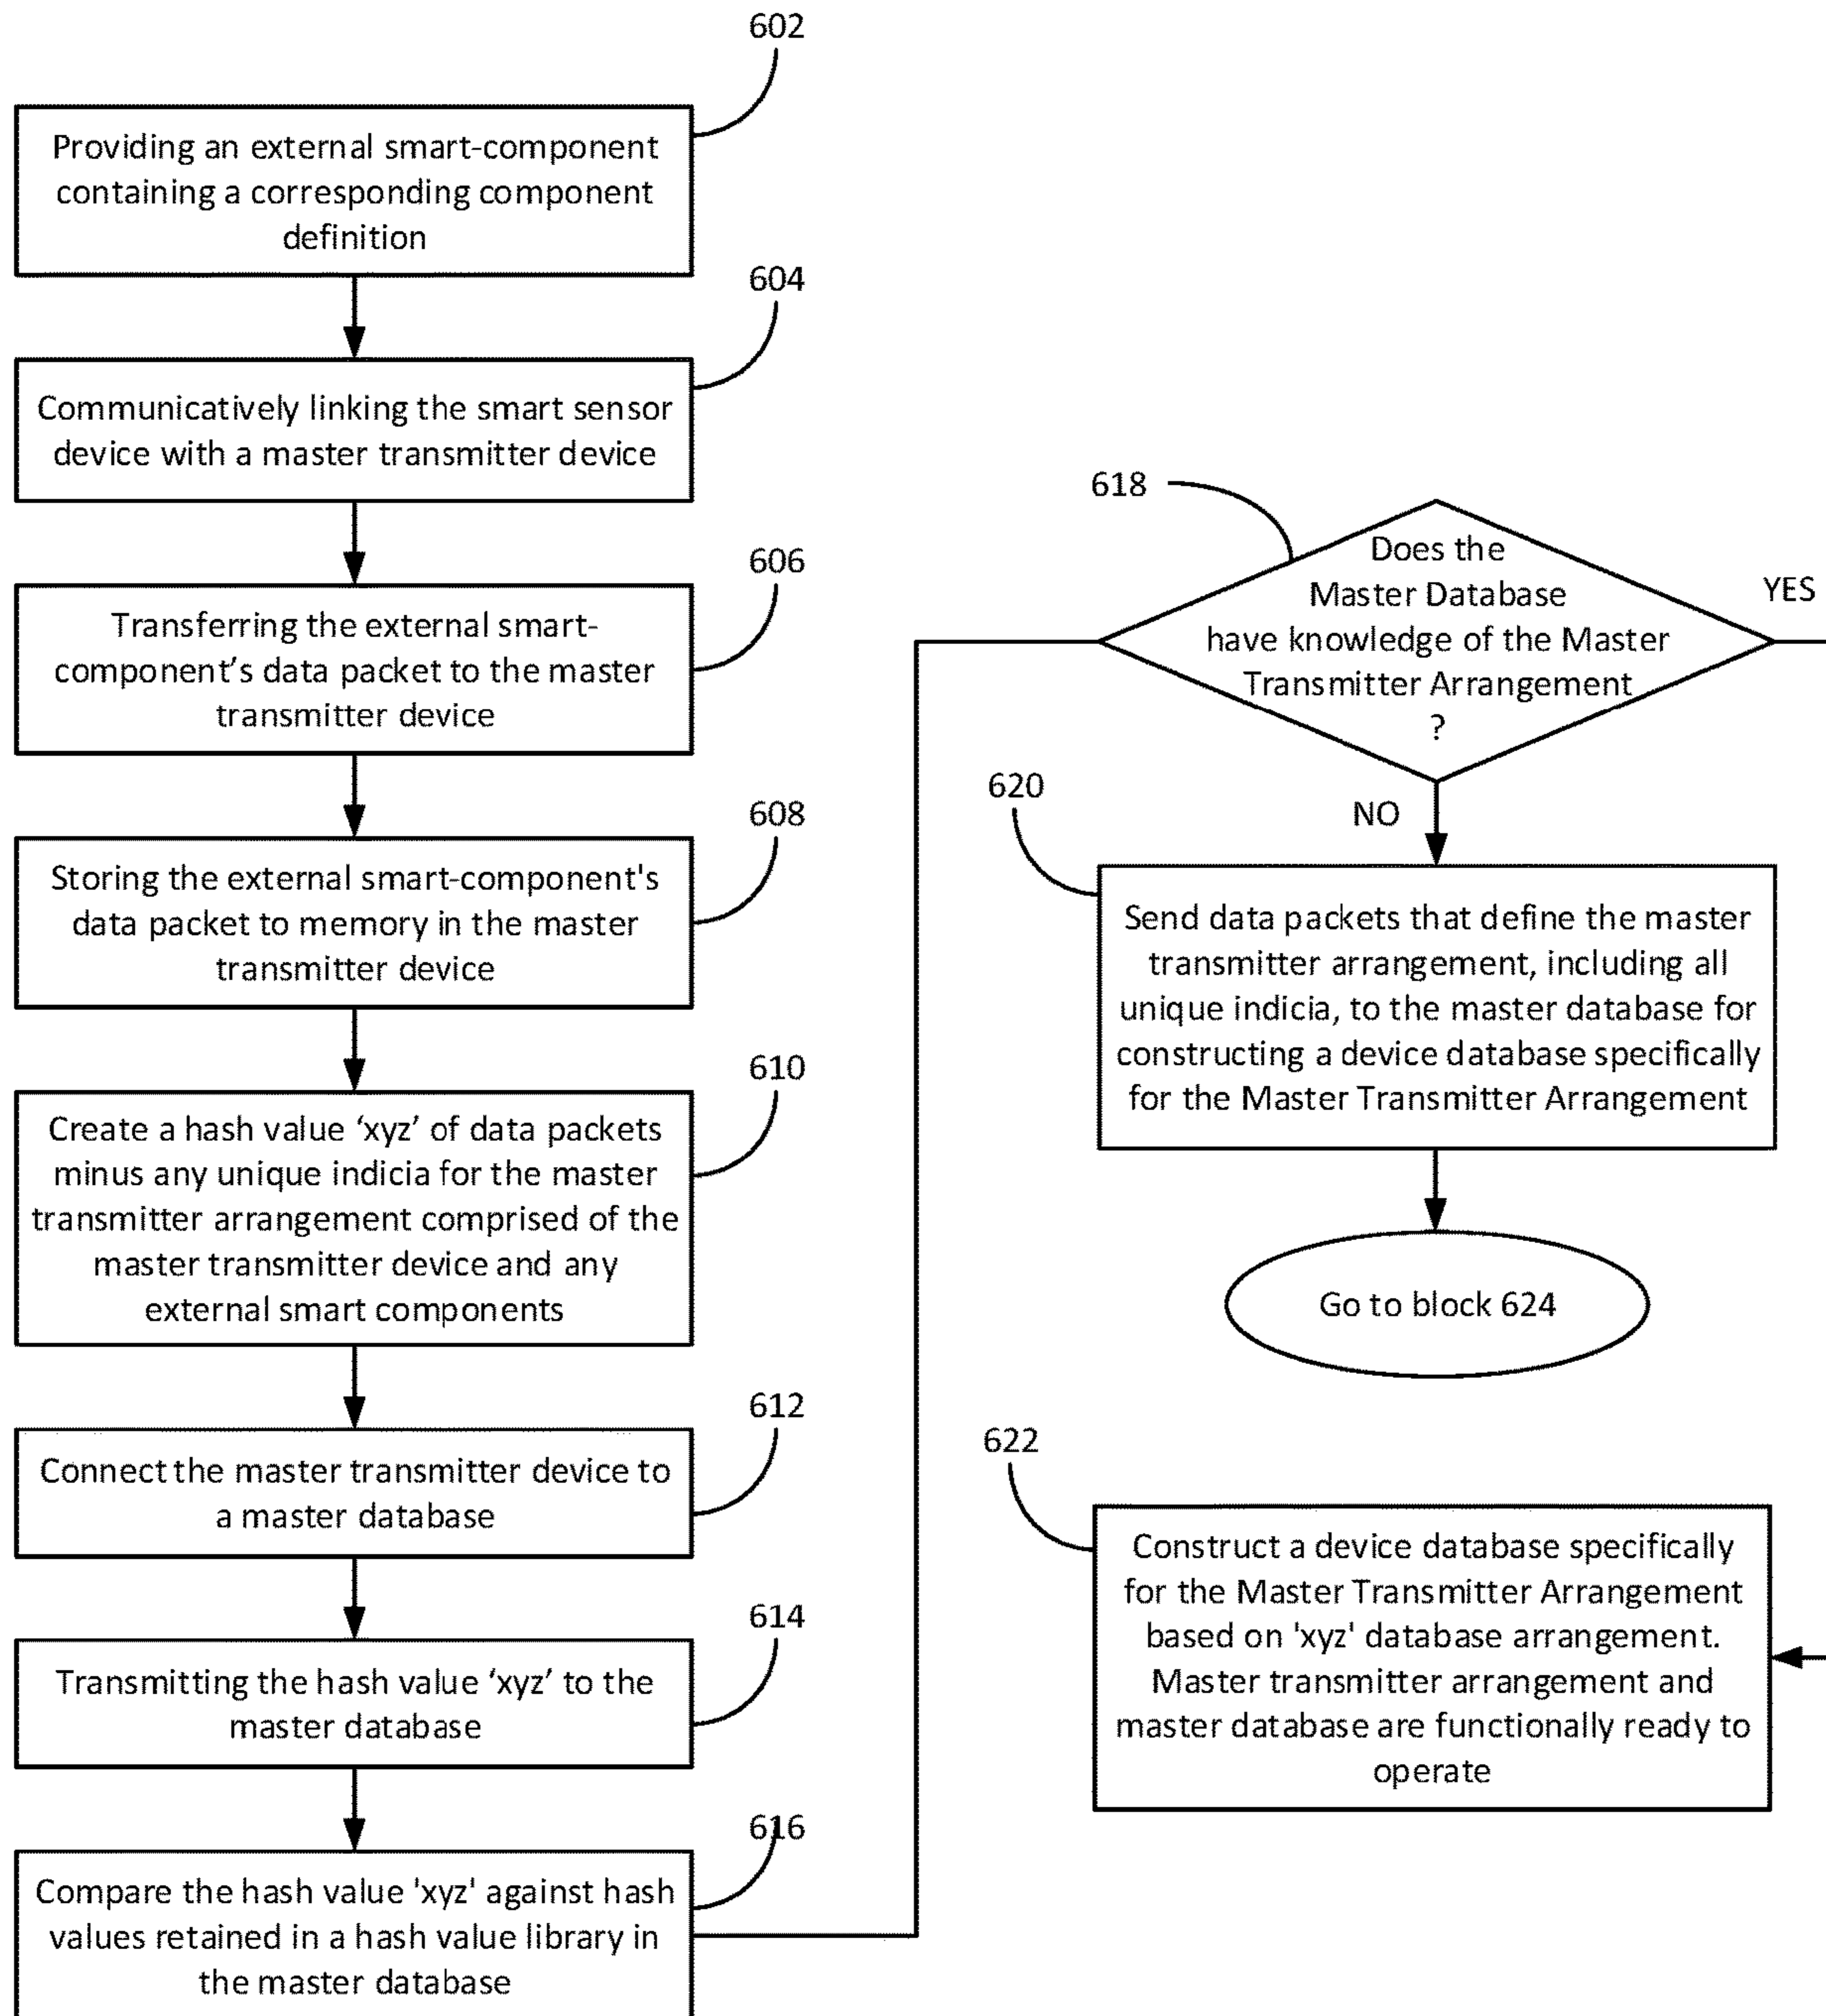 602
Providing an external smart-component
containing a corresponding component
definition
604
Communicatively linking the smart sensor
device with a master transmitter device
606
Transferring the external smart-
component’s data packet to the master
transmitter device
608
Storing the external smart-component's
data packet to memory in the master
transmitter device
610
Create a hash value ‘xyz’ of data packets
minus any unique indicia for the master
transmitter arrangement comprised of the
master transmitter device and any
external smart components
612
Connect the master transmitter device to
a master database
614
Transmitting the hash value ‘xyz’ to the
master database
616
Compare the hash value 'xyz' against hash
values retained in a hash value library in
the master database
618
Does the
Master Database
have knowledge of the Master
Transmitter Arrangement
?
YES
NO
620
Send data packets that define the master
transmitter arrangement, including all
unique indicia, to the master database for
constructing a device database specifically
for the Master Transmitter Arrangement
Go to block 624
622
Construct a device database specifically
for the Master Transmitter Arrangement
based on 'xyz' database arrangement.
Master transmitter arrangement and
master database are functionally ready to
operate